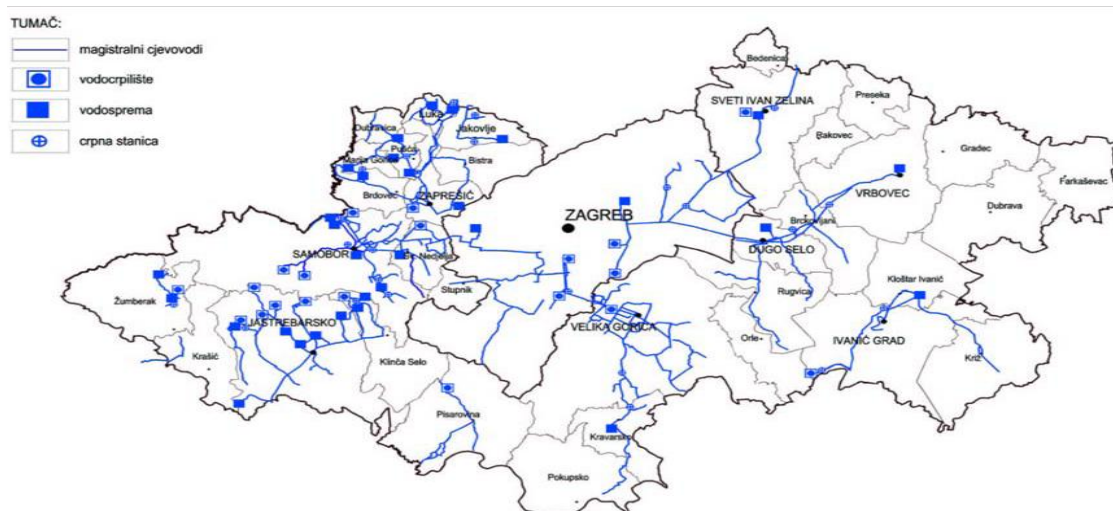 TUMAČ:
magistralni cjevovodi
vodocrpilište
vodosprema
crpna stanica
Bedenica
SVETI IVAN ZELINA
Preseka
Rakovec
Gradec
Farkaševac
Luka
Dubravica
Jakovlje
Pušća
Marija Gorica
Bistra
Brdovec
ZAPREŠIĆ
VRBOVEC
Dubrava
ZAGREB
Brckovljani
DUGO SELO
SAMOBOR
Sv. Nedjelja
Stupnik
Kloštar Ivanić
Rugvica
Žumberak
JASTREBARSKO
VELIKA GORICA
Orle
IVANIĆ GRAD
Križ
Krašić
Klinča Selo
Pisarovina
Kravarsko
Pokupsko